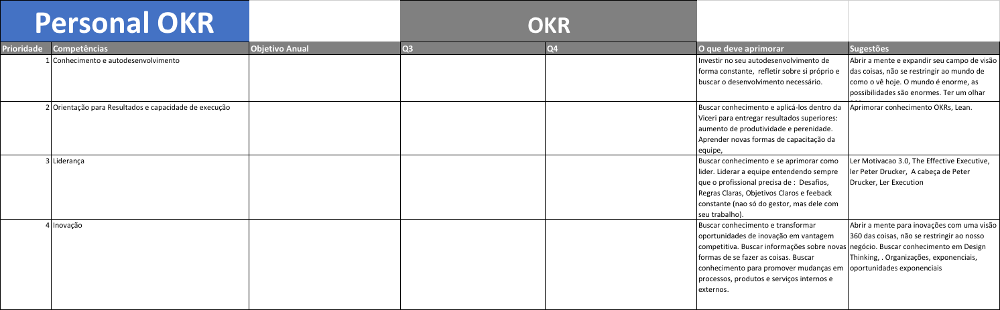 Personal OKR
OKR
Prioridade
Competências
Objetivo Anual
Q3
Q4
O que deve aprimorar
Sugestões
1
Conhecimento e autodesenvolvimento
Investir no seu autodesenvolvimento de
forma constante,  refletir sobre si próprio e
buscar o desenvolvimento necessário.
Abrir a mente e expandir seu campo de visão
das coisas, não se restringir ao mundo de
como o vê hoje. O mundo é enorme, as
possibilidades são enormes. Ter um olhar
2
Orientação para Resultados e capacidade de execução
Buscar conhecimento e aplicá-los dentro da
Viceri para entregar resultados superiores:
aumento de produtividade e perenidade.
Aprender novas formas de capacitação da
equipe,
Aprimorar conhecimento OKRs, Lean.
3
Liderança
Buscar conhecimento e se aprimorar como
lider. Liderar a equipe entendendo sempre
que o profissional precisa de :  Desafios,
Regras Claras, Objetivos Claros e feeback
constante (nao só do gestor, mas dele com
seu trabalho).
Ler Motivacao 3.0, The Effective Executive,
ler Peter Drucker,  A cabeça de Peter
Drucker, Ler Execution
4
Inovação
Buscar conhecimento e transformar
oportunidades de inovação em vantagem
competitiva. Buscar informações sobre novas
formas de se fazer as coisas. Buscar
conhecimento para promover mudanças em
processos, produtos e serviços internos e
externos.
Abrir a mente para inovações com uma visão
360 das coisas, não se restringir ao nosso
negócio. Buscar conhecimento em Design
Thinking, . Organizações, exponenciais,
oportunidades exponenciais